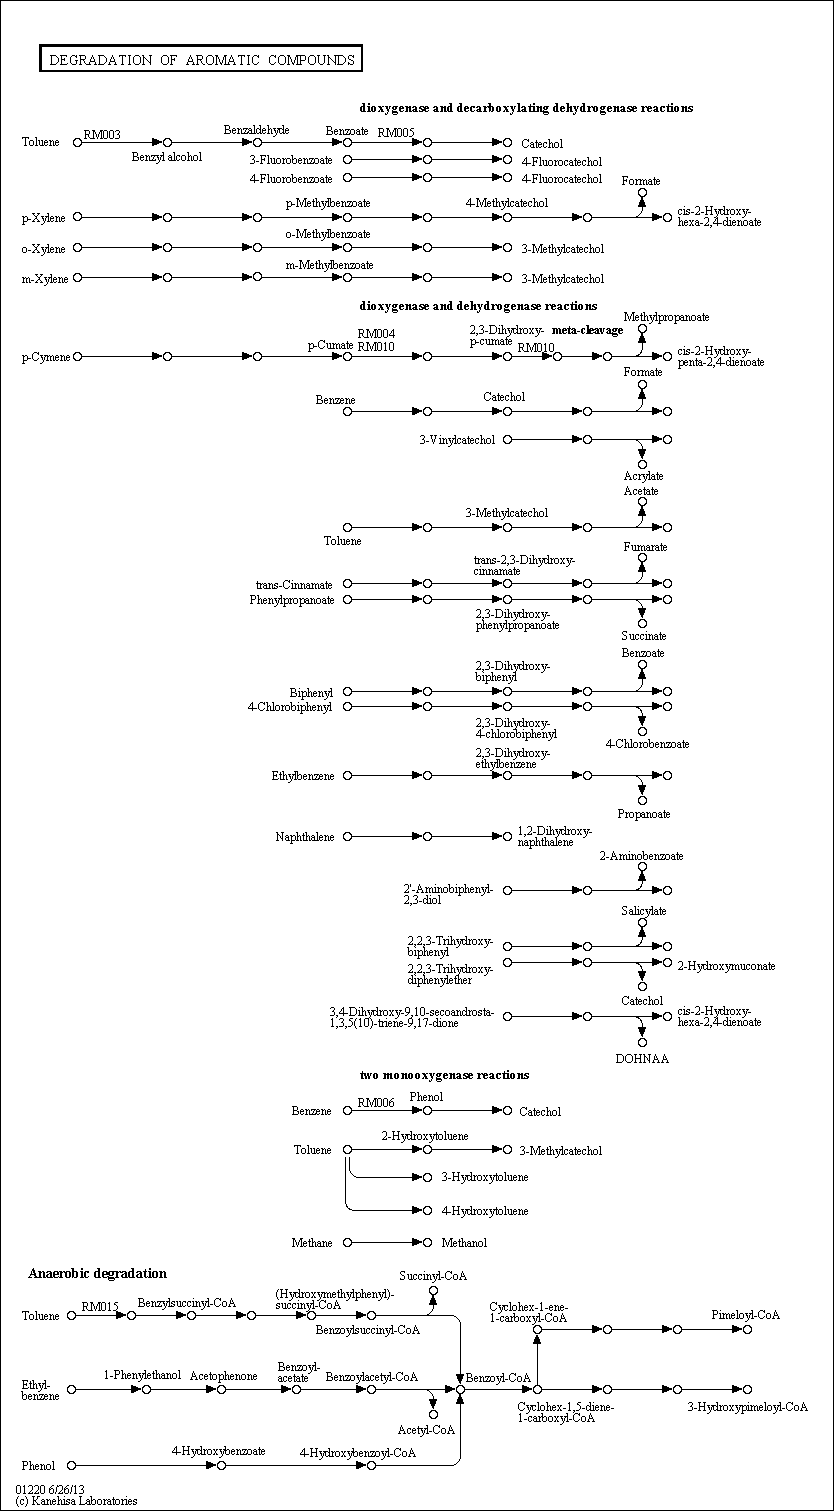 DEGRADATION OF AROMATIC COMPOUNDS
dioxygenase and decarboxylating dehydrogenase reactions
Toluene
RM003
Benzyl alcohol
Benzaldehyde
Benzoate
RM005
Catechol
3-Fluorobenzoate
4-Fluorocatechol
4-Fluorobenzoate
4-Fluorocatechol
Formate
p-Xylene
p-Methylbenzoate
4-Methylcatechol
cis-2-Hydroxy-
hexa-2,4-dienoate
o-Xylene
o-Methylbenzoate
3-Methylcatechol
m-Xylene
m-Methylbenzoate
3-Methylcatechol
dioxygenase and dehydrogenase reactions
Methylpropanoate
p-Cymene
p-Cumate
RM004
RM010
2,3-Dihydroxy-
p-cumate
RM010
meta-cleavage
cis-2-Hydroxy-
penta-2,4-dienoate
Formate
Benzene
Catechol
3-Vinylcatechol
Acrylate
Acetate
3-Methylcatechol
Toluene
Fumarate
trans-2,3-Dihydroxy-
cinnamate
trans-Cinnamate
Phenylpropanoate
2,3-Dihydroxy-
phenylpropanoate
Succinate
Benzoate
2,3-Dihydroxy-
biphenyl
Biphenyl
4-Chlorobiphenyl
2,3-Dihydroxy-
4-chlorobiphenyl
4-Chlorobenzoate
2,3-Dihydroxy-
ethylbenzene
Ethylbenzene
Propanoate
Naphthalene
1,2-Dihydroxy-
naphthalene
2-Aminobenzoate
2'-Aminobiphenyl-
2,3-diol
Salicylate
2,2,3-Trihydroxy-
biphenyl
2,2,3-Trihydroxy-
diphenylether
2-Hydroxymuconate
Catechol
3,4-Dihydroxy-9,10-secoandrosta-
1,3,5(10)-triene-9,17-dione
cis-2-Hydroxy-
hexa-2,4-dienoate
DOHNAA
two monooxygenase reactions
Benzene
RM006
Phenol
Catechol
Toluene
2-Hydroxytoluene
3-Methylcatechol
3-Hydroxytoluene
4-Hydroxytoluene
Methane
Methanol
Anaerobic degradation
Toluene
RM015
Benzylsuccinyl-CoA
(Hydroxymethylphenyl)-
succinyl-CoA
Benzoylsuccinyl-CoA
Succinyl-CoA
Cyclohex-1-ene-
1-carboxyl-CoA
Pimeloyl-CoA
Ethyl-
benzene
1-Phenylethanol
Acetophenone
Benzoyl-
acetate
Benzoylacetyl-CoA
Acetyl-CoA
Benzoyl-CoA
Cyclohex-1,5-diene-
1-carboxyl-CoA
3-Hydroxypimeloyl-CoA
Phenol
4-Hydroxybenzoate
4-Hydroxybenzoyl-CoA
01220 6/26/13
(c) Kanehisa Laboratories